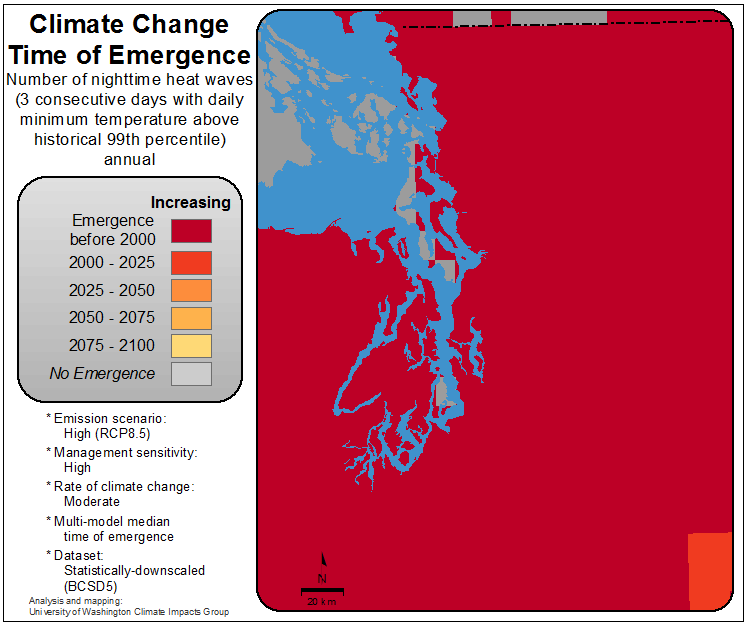 Climate Change
Time of Emergence
Number of nighttime heat waves
(3 consecutive days with daily
minimum temperature above
historical 99th percentile)
annual
Increasing
Emergence
before 2000
2000 - 2025
2025 - 2050
2050 - 2075
2075 - 2100
No Emergence
* Emission scenario:
High (RCP8.5)
* Management sensitivity:
High
* Rate of climate change:
Moderate
* Multi-model median
time of emergence
* Dataset:
Statistically-downscaled
(BCSD5)
Analysis and mapping:
University of Washington Climate Impacts Group
N
20 km